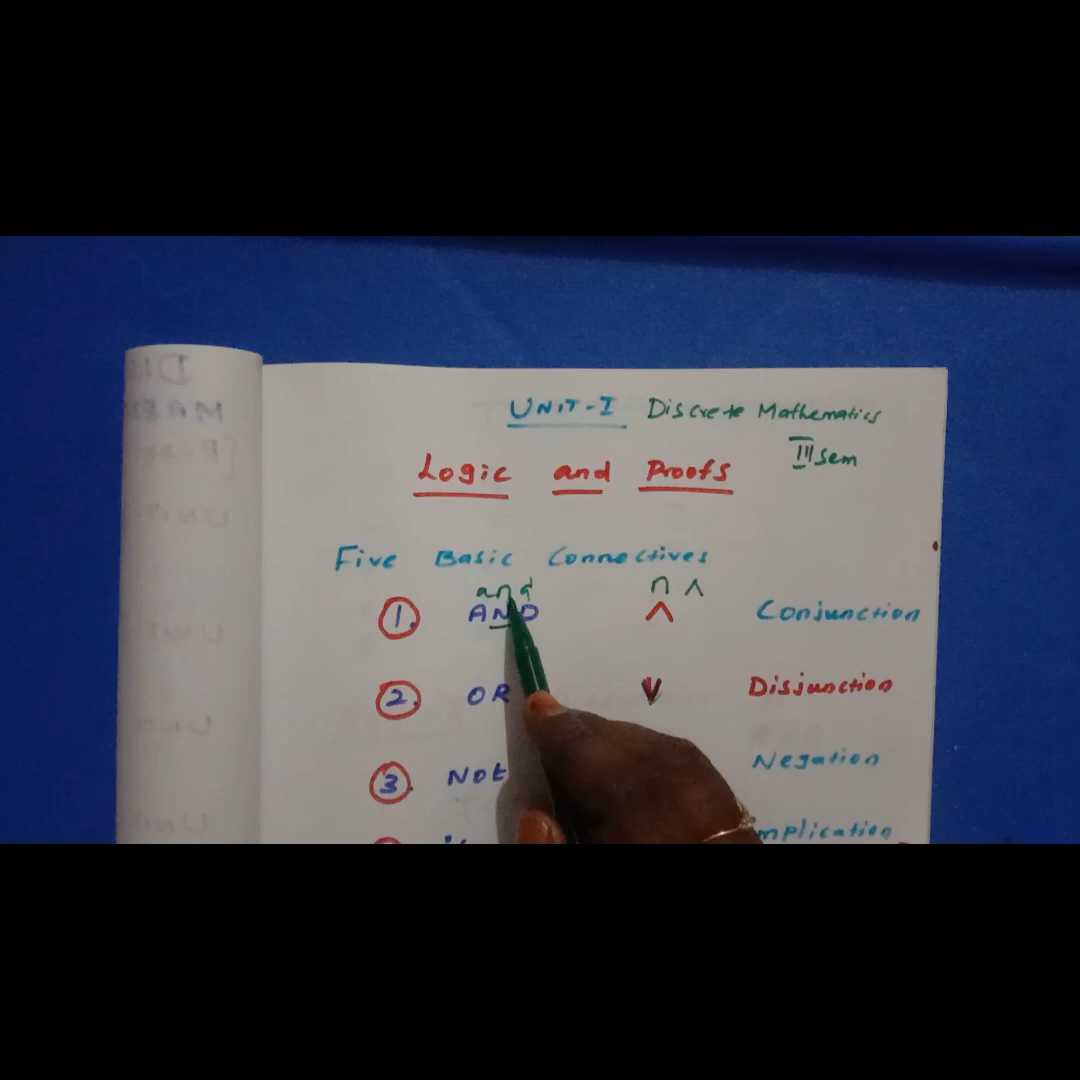 UNIT-I Discrete Mathematics
III sem
Logic and Proofs
Five Basic Connectives
and n ∧
1. AND ∧ Conjunction
2. OR ∨ Disjunction
3. Not Negation
implication